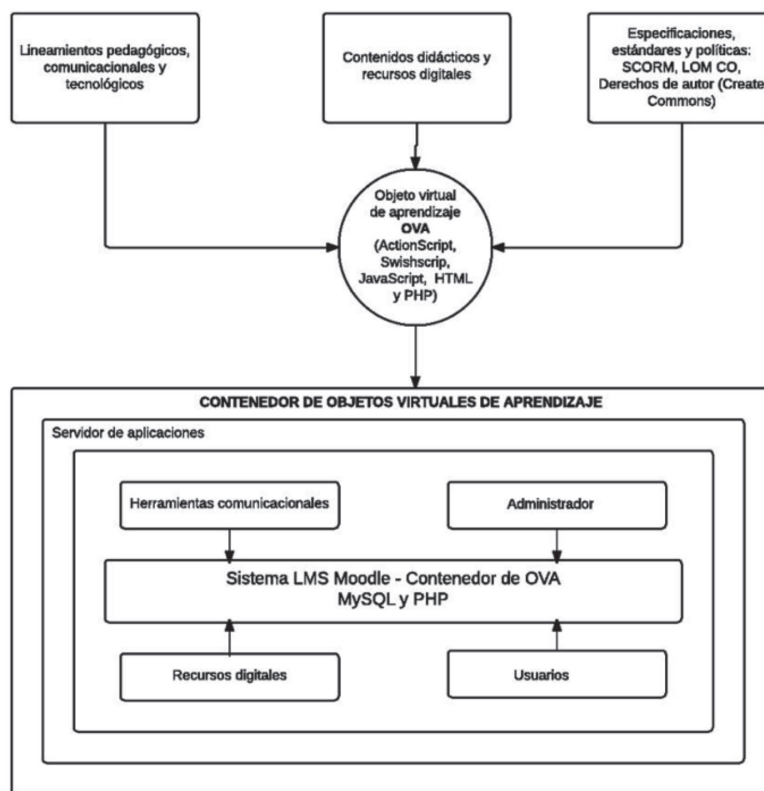 Lineamientos pedagógicos,
comunicacionales y
tecnológicos
Contenidos didácticos y
recursos digitales
Especificaciones,
estándares y políticas:
SCORM, LOM CO,
Derechos de autor (Create
Commons)
Objeto virtual
de aprendizaje
OVA
(ActionScript,
Swishscrip,
JavaScript, HTML
y PHP)
CONTENEDOR DE OBJETOS VIRTUALES DE APRENDIZAJE
Servidor de aplicaciones
Herramientas comunicacionales
Administrador
Sistema LMS Moodle - Contenedor de OVA
MySQL y PHP
Recursos digitales
Usuarios